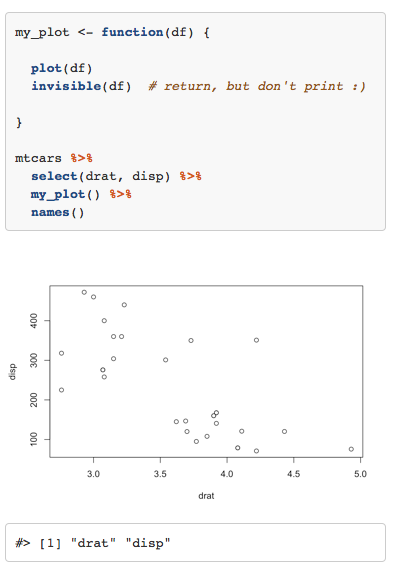 my_plot <- function(df) {
plot(df)
invisible(df)  # return, but don't print :)
}
mtcars %>%
select(drat, disp) %>%
my_plot() %>%
names()
disp
100 200 300 400
3.0 3.5 4.0 4.5 5.0
drat
#> [1] "drat" "disp"